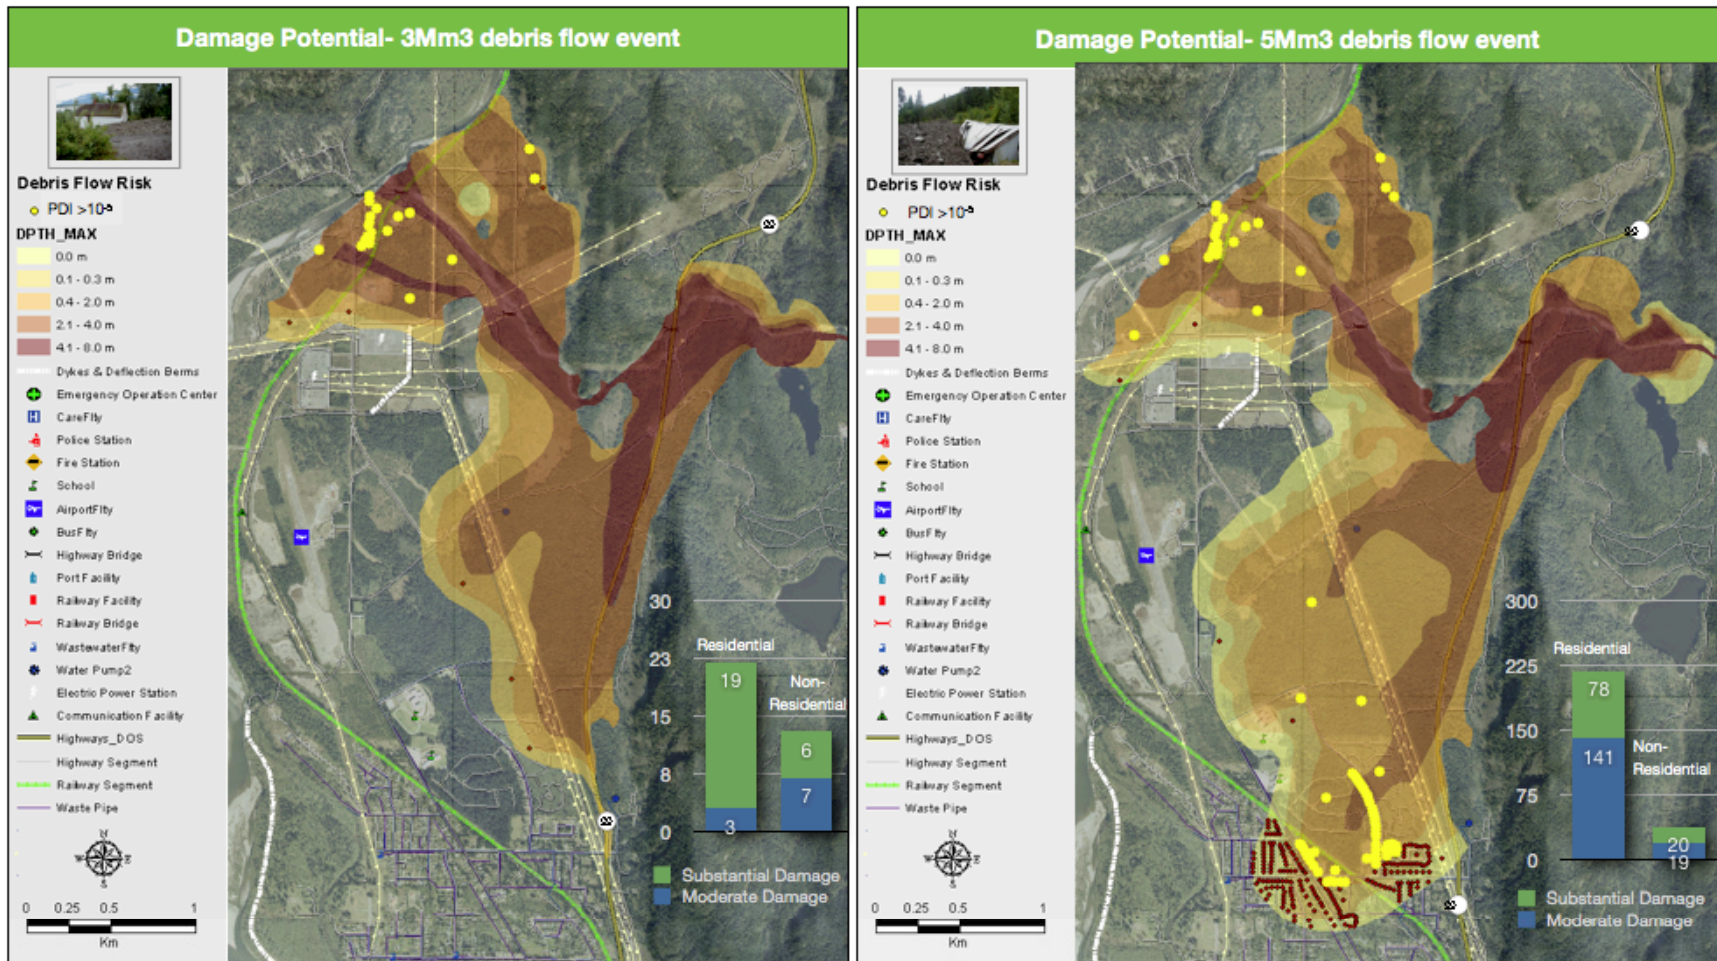 Damage Potential- 3Mm3 debris flow event
Debris Flow Risk
PDI >10⁻⁵
DPTH_MAX
0.0 m
0.1 - 0.3 m
0.4 - 2.0 m
2.1 - 4.0 m
4.1 - 8.0 m
Dykes & Deflection Berms
Emergency Operation Center
CareFlty
Police Station
Fire Station
School
AirportFlty
BusFlty
Highway Bridge
Port Facility
Railway Facility
Railway Bridge
WastewaterFlty
Water Pump2
Electric Power Station
Communication Facility
Highways_DOS
Highway Segment
Railway Segment
Waste Pipe
N
W
E
S
0 0.25 0.5 1
Km
30
23
15
8
0
Residential
19
3
Non-
Residential
6
7
Substantial Damage
Moderate Damage
99
99
Damage Potential- 5Mm3 debris flow event
Debris Flow Risk
PDI >10⁻⁵
DPTH_MAX
0.0 m
0.1 - 0.3 m
0.4 - 2.0 m
2.1 - 4.0 m
4.1 - 8.0 m
Dykes & Deflection Berms
Emergency Operation Center
CareFlty
Police Station
Fire Station
School
AirportFlty
BusFlty
Highway Bridge
Port Facility
Railway Facility
Railway Bridge
WastewaterFlty
Water Pump2
Electric Power Station
Communication Facility
Highways_DOS
Highway Segment
Railway Segment
Waste Pipe
N
W
E
S
0 0.25 0.5 1
Km
300
225
150
75
0
Residential
78
141
Non-
Residential
20
19
Substantial Damage
Moderate Damage
99
99